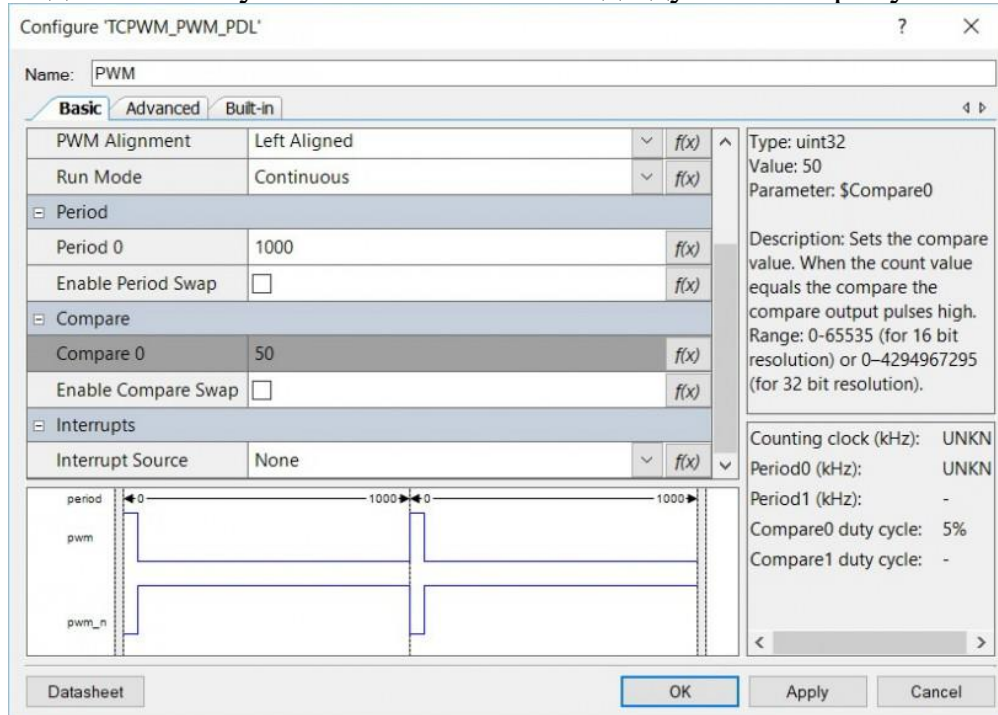 Configure 'TCPWM_PWM_PDL' ?
Name: PWM
Basic Advanced Built-in
PWM Alignment Left Aligned f(x)
Run Mode Continuous f(x)
Period
Period 0 1000 f(x)
Enable Period Swap f(x)
Compare
Compare 0 50 f(x)
Enable Compare Swap f(x)
Interrupts
Interrupt Source None f(x)
Type: uint32
Value: 50
Parameter: $Compare0
Description: Sets the compare
value. When the count value
equals the compare the
compare output pulses high.
Range: 0-65535 (for 16 bit
resolution) or 0–4294967295
(for 32 bit resolution).
Counting clock (kHz): UNKN
Period0 (kHz): UNKN
Period1 (kHz): -
Compare0 duty cycle: 5%
Compare1 duty cycle: -
period 0 1000 0 1000
pwm
pwm_n
Datasheet OK Apply Cancel